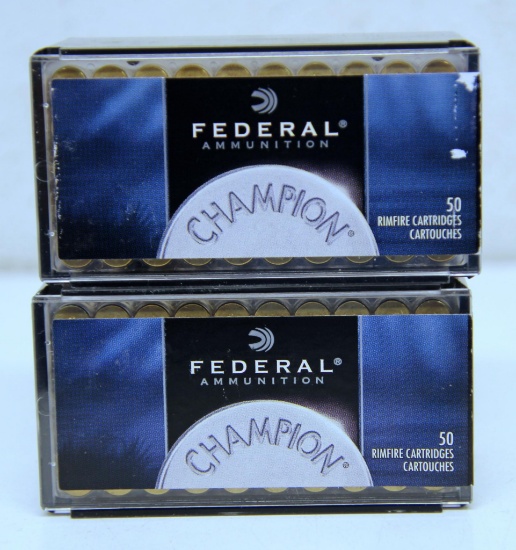 FEDERAL®
AMMUNITION
CHAMPION®
50
RIMFIRE CARTRIDGES
CARTOUCHES
FEDERAL®
AMMUNITION
CHAMPION®
50
RIMFIRE CARTRIDGES
CARTOUCHES